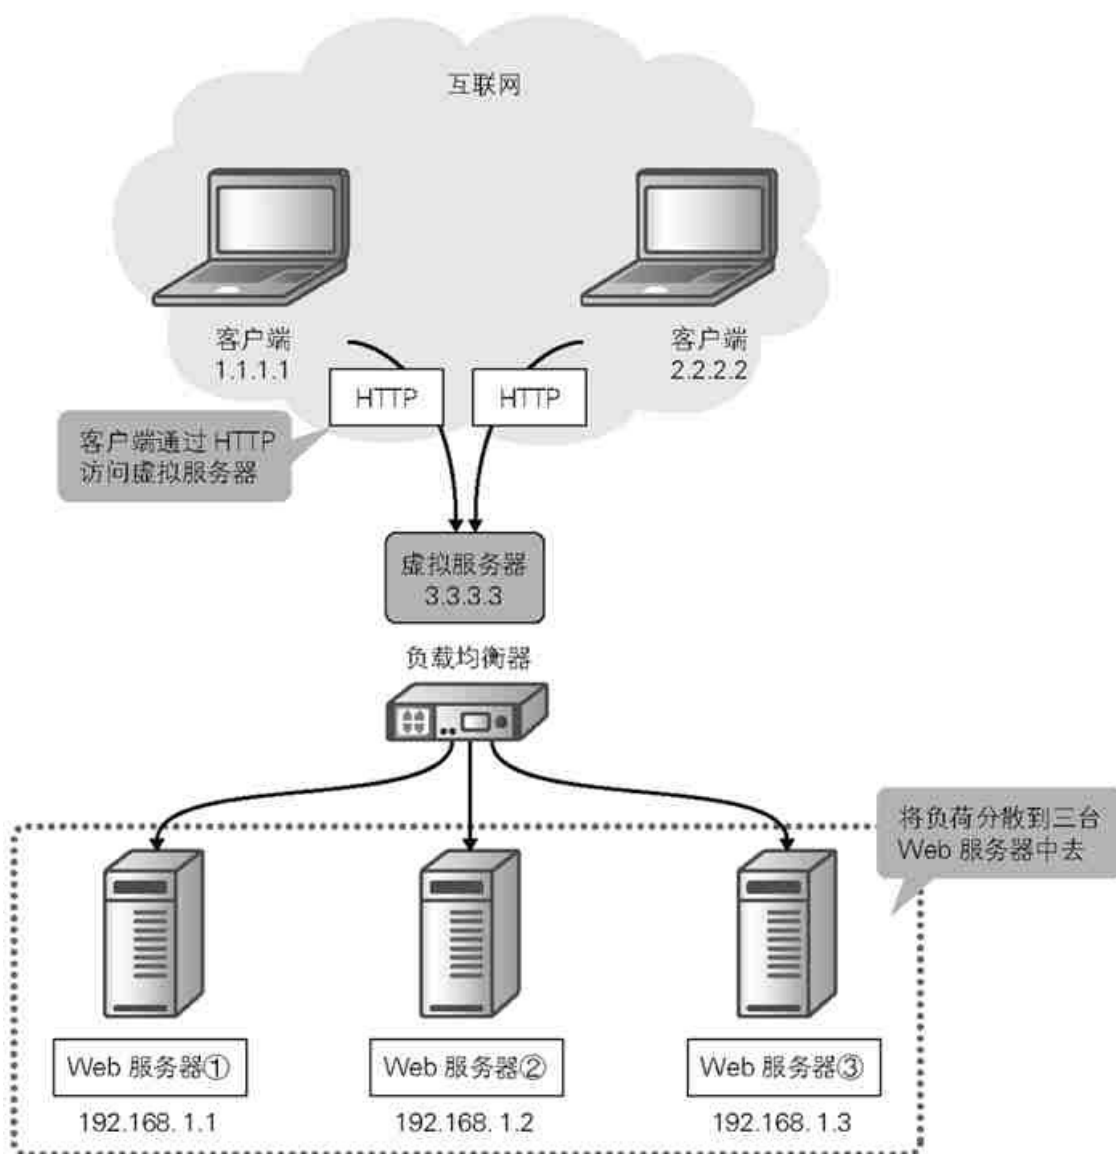 互联网
客户端
1.1.1.1
客户端
2.2.2.2
HTTP
HTTP
客户端通过 HTTP
访问虚拟服务器
虚拟服务器
3.3.3.3
负载均衡器
将负荷分散到三台
Web 服务器中去
Web 服务器①
Web 服务器②
Web 服务器③
192.168.1.1
192.168.1.2
192.168.1.3